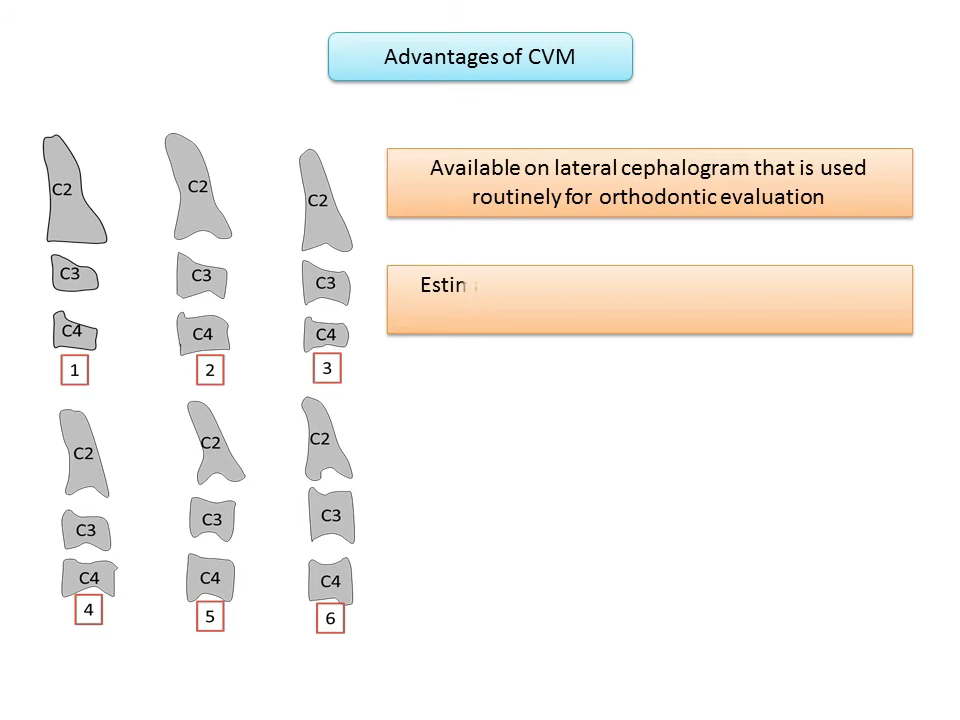 Advantages of CVM
Available on lateral cephalogram that is used
routinely for orthodontic evaluation
C2
C2
C2
C3
C3
C3
C4
C4
C4
1
2
3
C2
C2
C2
C3
C3
C3
C4
C4
C4
4
5
6